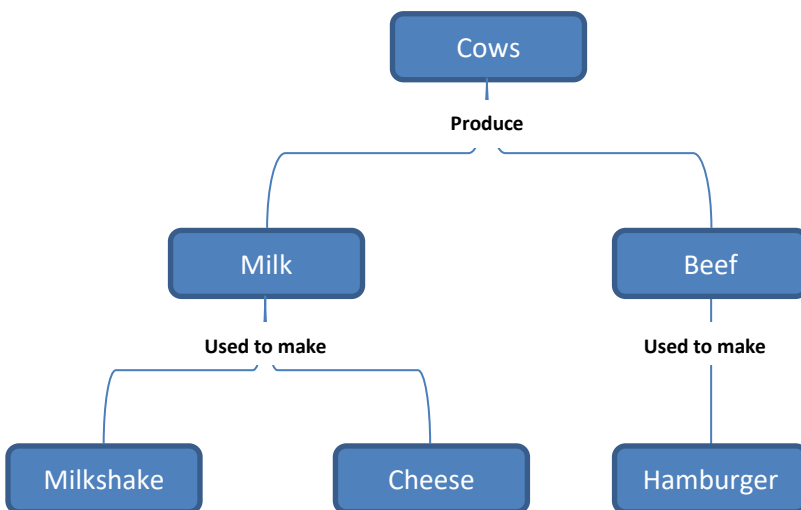 Cows
Produce
Milk
Beef
Used to make
Used to make
Milkshake
Cheese
Hamburger